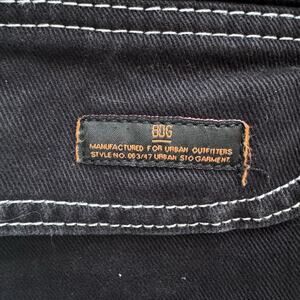 BDG
MANUFACTURED FOR URBAN OUTFITTERS
STYLE NO. 003/47 URBAN STO GARMENT.